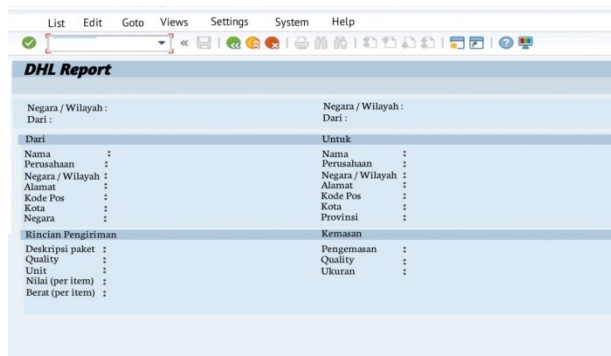 List Edit Goto Views Settings System Help
DHL Report
Negara / Wilayah :
Dari :
Negara / Wilayah :
Dari :
Dari
Nama :
Perusahaan :
Negara / Wilayah :
Alamat :
Kode Pos :
Kota :
Negara :
Untuk
Nama :
Perusahaan :
Negara / Wilayah :
Alamat :
Kode Pos :
Kota :
Provinsi :
Rincian Pengiriman
Deskripsi paket :
Quality :
Unit :
Nilai (per item) :
Berat (per item) :
Kemasan
Pengemasan :
Quality :
Ukuran :